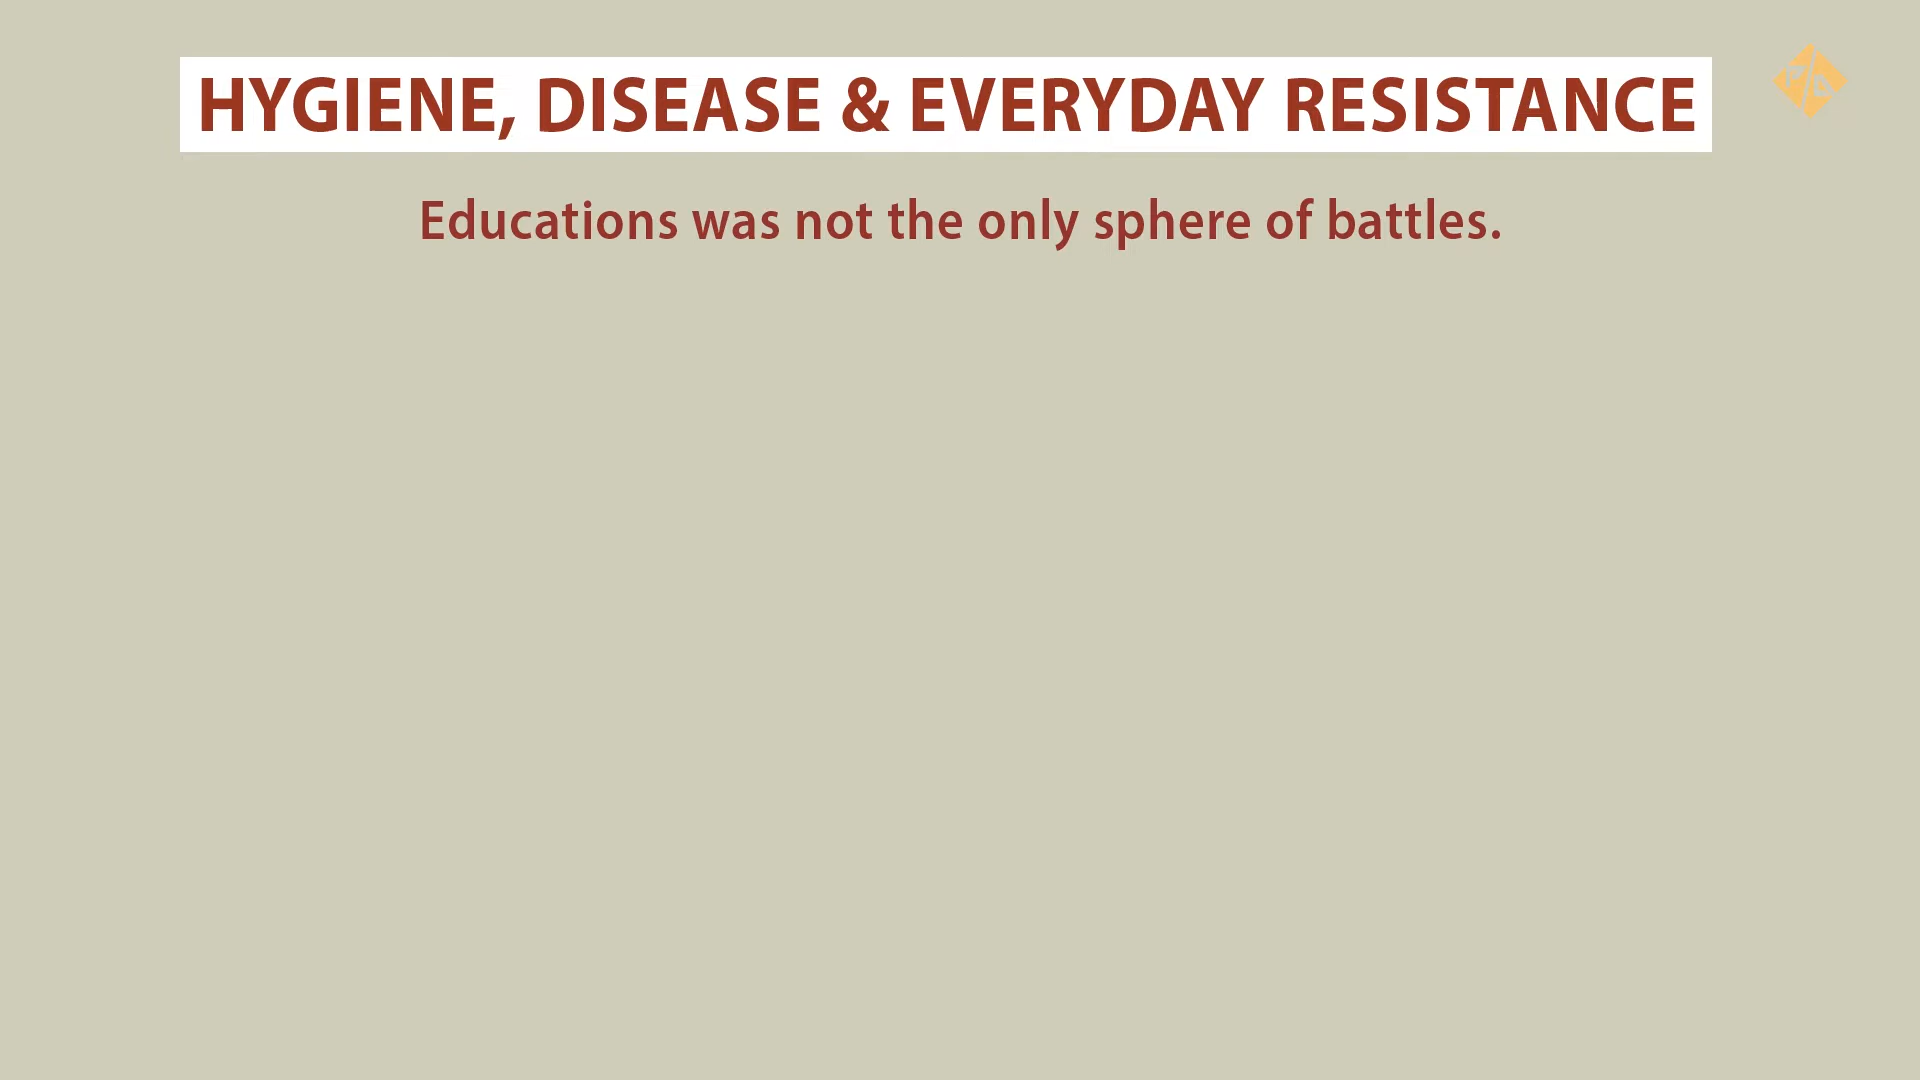 HYGIENE, DISEASE & EVERYDAY RESISTANCE
Educations was not the only sphere of battles.